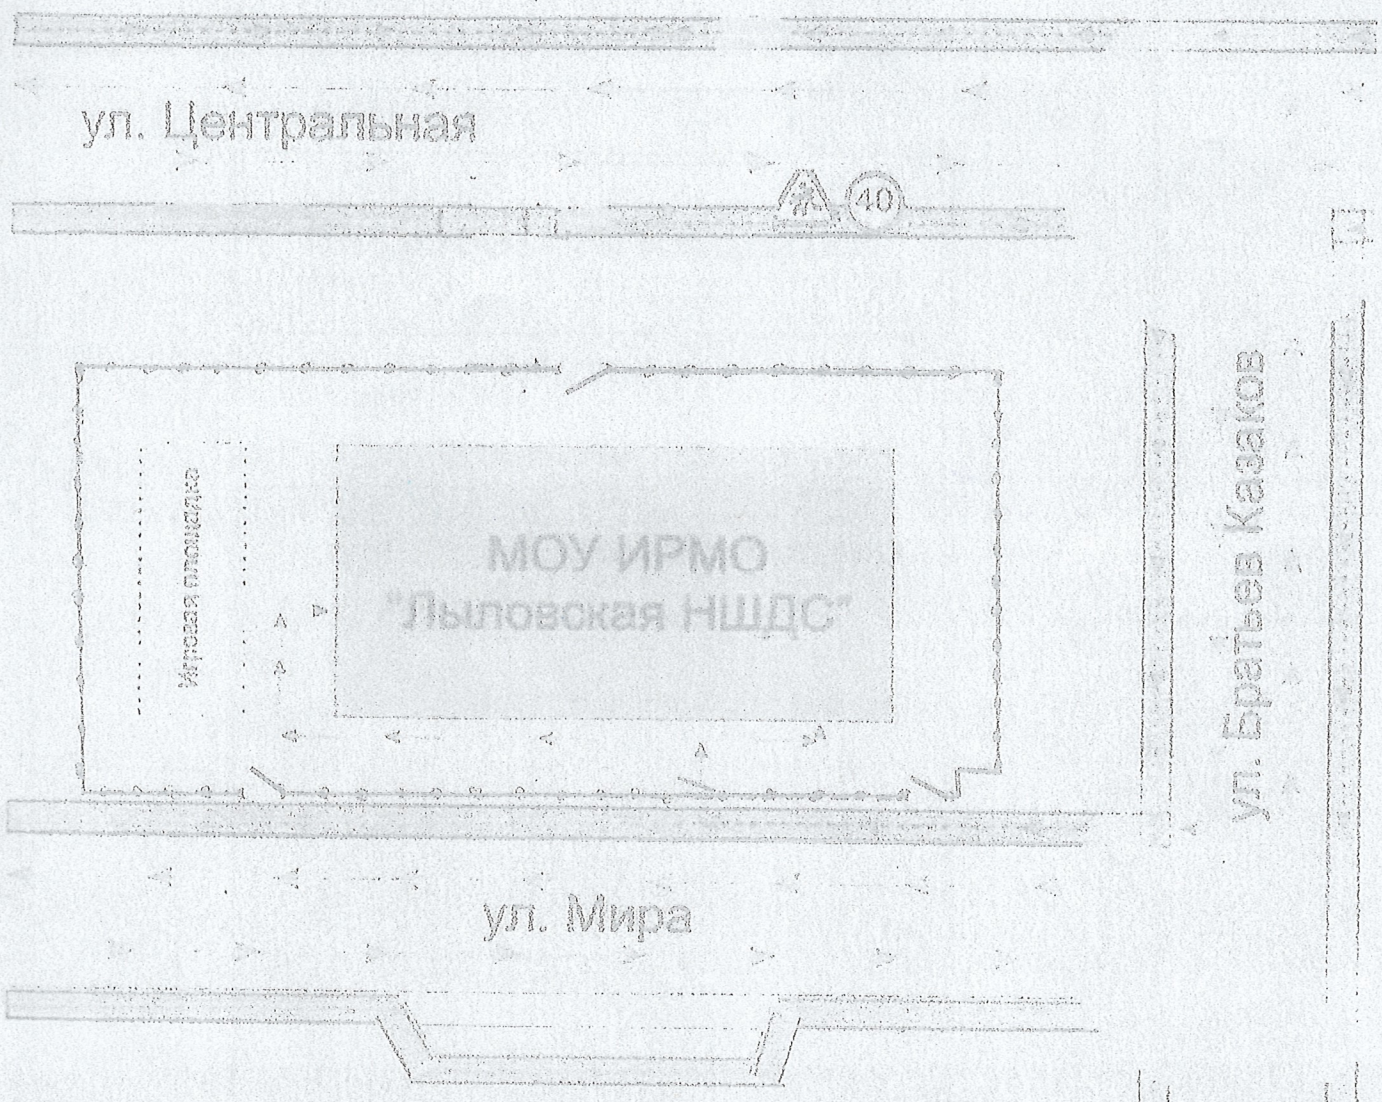 ул. Центральная
40
ул. Братьев Казаков
Игровая площадка
МОУ ИРМО
"Лыловская НШДС"
ул. Мира